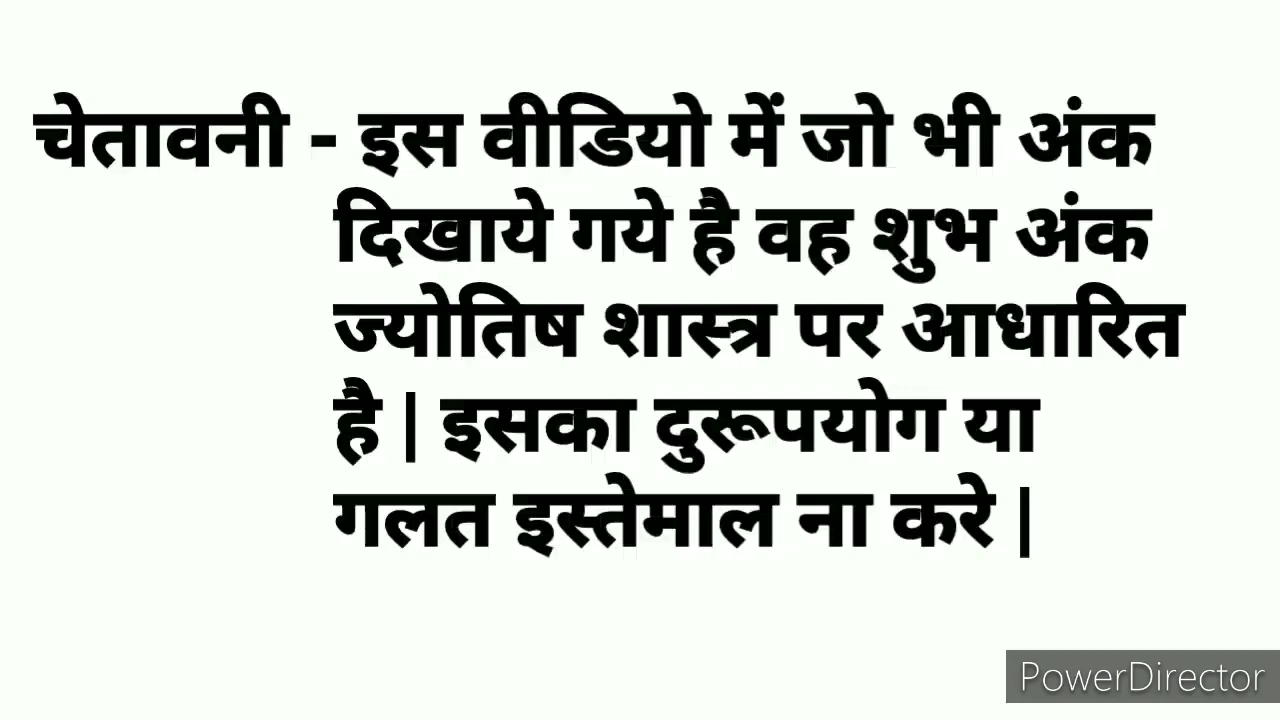 चेतावनी - इस वीडियो में जो भी अंक
दिखाये गये है वह शुभ अंक
ज्योतिष शास्त्र पर आधारित
है | इसका दुरूपयोग या
गलत इस्तेमाल ना करे |
PowerDirector